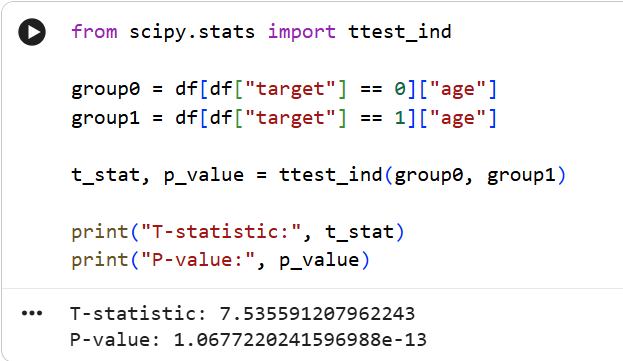 from scipy.stats import ttest_ind
group0 = df[df["target"] == 0]["age"]
group1 = df[df["target"] == 1]["age"]
t_stat, p_value = ttest_ind(group0, group1)
print("T-statistic:", t_stat)
print("P-value:", p_value)
T-statistic: 7.535591207962243
P-value: 1.0677220241596988e-13